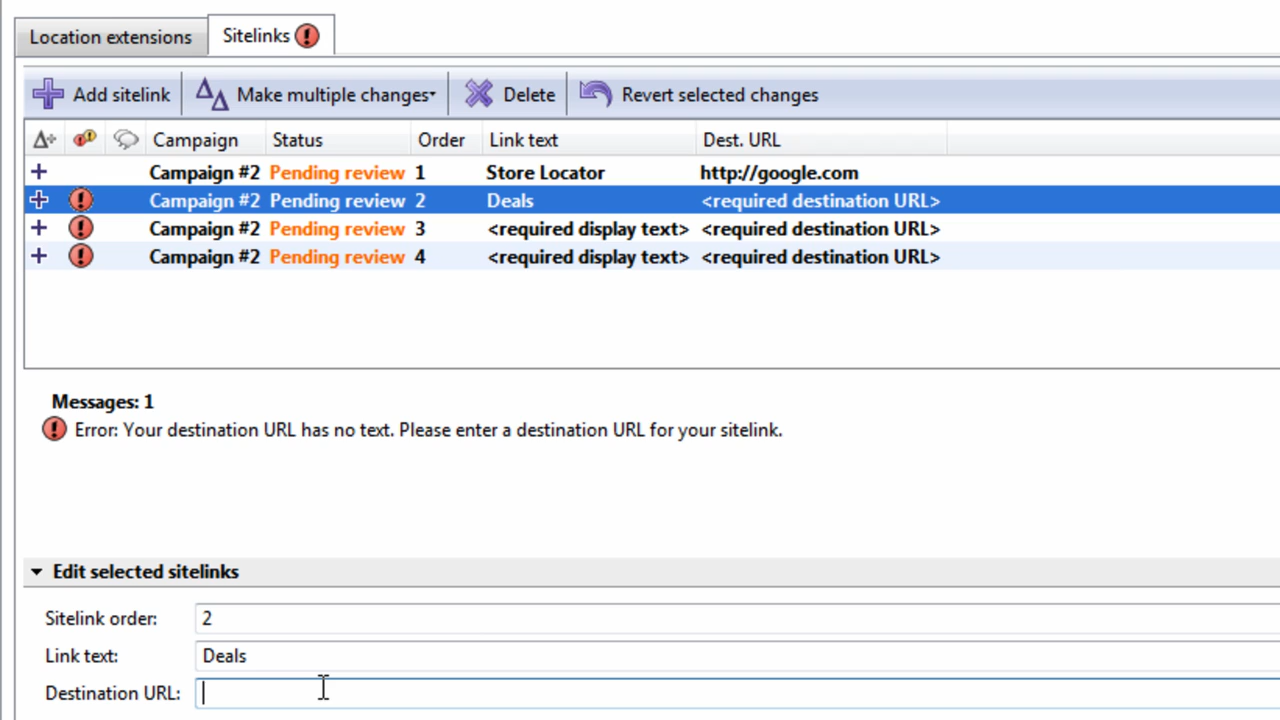 Location extensions Sitelinks
Add sitelink Make multiple changes Delete Revert selected changes
Campaign Status Order Link text Dest. URL
Campaign #2 Pending review 1 Store Locator http://google.com
Campaign #2 Pending review 2 Deals <required destination URL>
Campaign #2 Pending review 3 <required display text> <required destination URL>
Campaign #2 Pending review 4 <required display text> <required destination URL>
Messages: 1
Error: Your destination URL has no text. Please enter a destination URL for your sitelink.
Edit selected sitelinks
Sitelink order: 2
Link text: Deals
Destination URL: